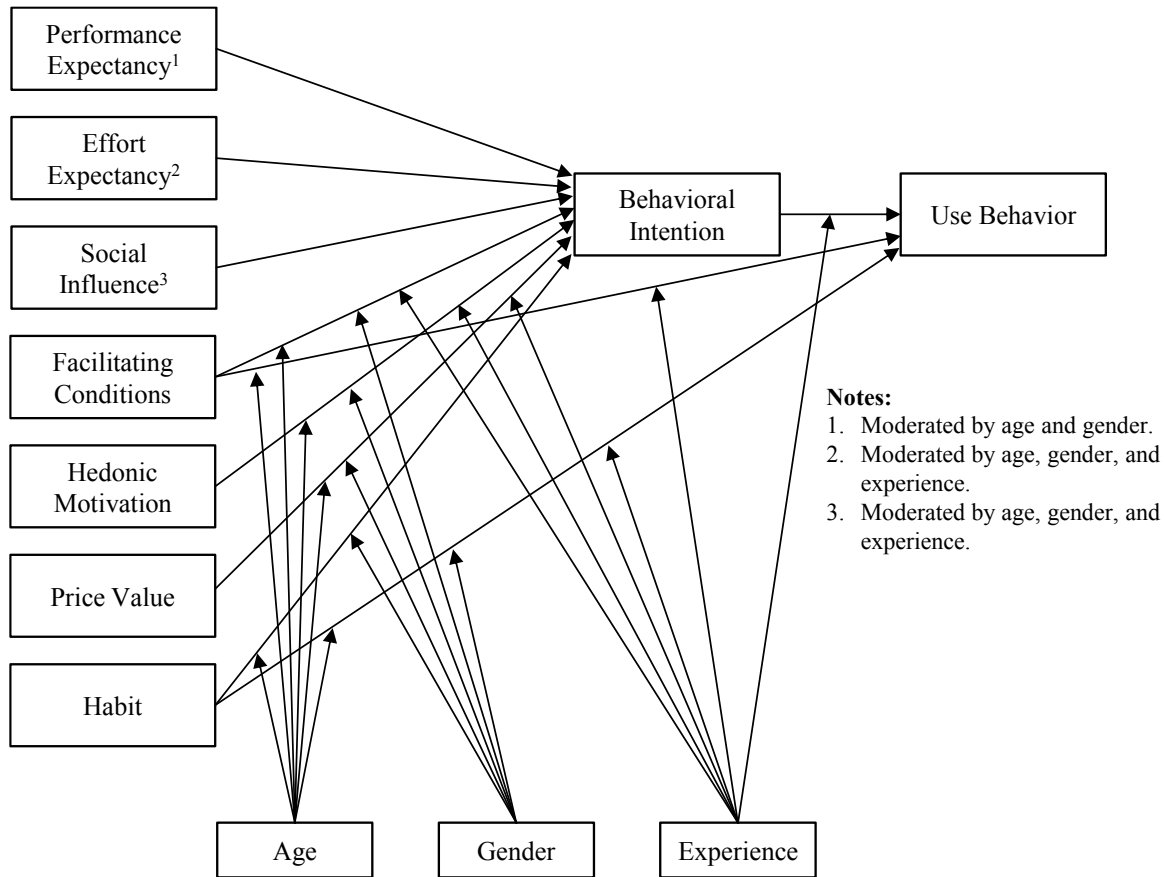 Performance
Expectancy¹
Effort
Expectancy²
Social
Influence³
Facilitating
Conditions
Hedonic
Motivation
Price Value
Habit
Behavioral
Intention
Use Behavior
Notes:
1. Moderated by age and gender.
2. Moderated by age, gender, and
experience.
3. Moderated by age, gender, and
experience.
Age
Gender
Experience